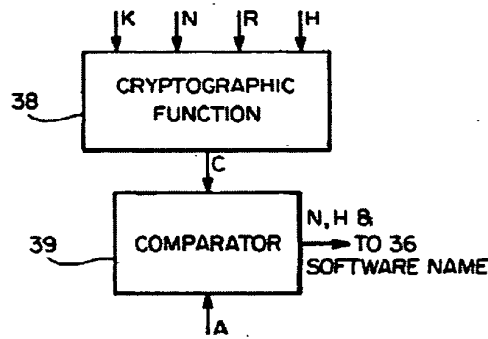 K N R H
38
CRYPTOGRAPHIC
FUNCTION
C
39
COMPARATOR
N, H &
TO 36
SOFTWARE NAME
A